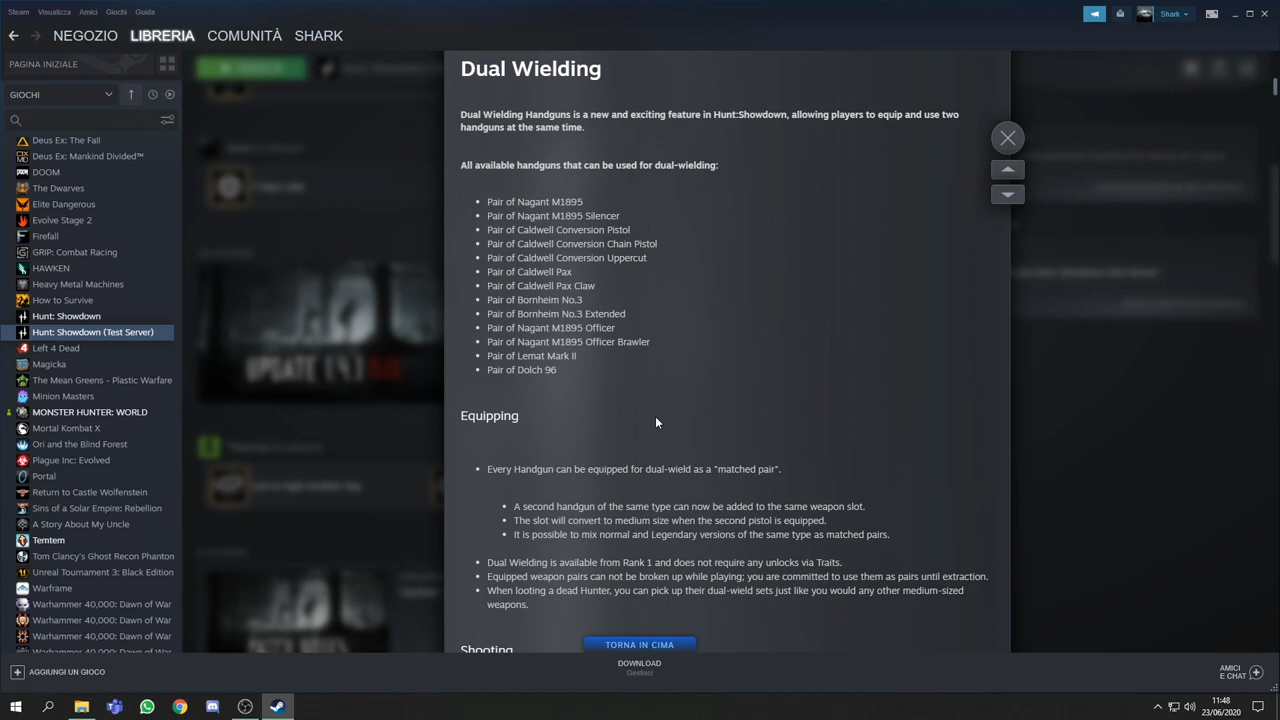 Steam Visualizza Amici Giochi Guida
Shark
NEGOZIO LIBRERIA COMUNITÀ SHARK
PAGINA INIZIALE
GIOCHI
Deus Ex: The Fall
Deus Ex: Mankind Divided™
DOOM
The Dwarves
Elite Dangerous
Evolve Stage 2
Firefall
GRIP: Combat Racing
HAWKEN
Heavy Metal Machines
How to Survive
Hunt: Showdown
Hunt: Showdown (Test Server)
Left 4 Dead
Magicka
The Mean Greens - Plastic Warfare
Minion Masters
MONSTER HUNTER: WORLD
Mortal Kombat X
Ori and the Blind Forest
Plague Inc: Evolved
Portal
Return to Castle Wolfenstein
Sins of a Solar Empire: Rebellion
A Story About My Uncle
Temtem
Tom Clancy's Ghost Recon Phanton
Unreal Tournament 3: Black Edition
Warframe
Warhammer 40,000: Dawn of War
Warhammer 40,000: Dawn of War
Warhammer 40,000: Dawn of War
Warhammer 40,000: Dawn of War
Dual Wielding
Dual Wielding Handguns is a new and exciting feature in Hunt:Showdown, allowing players to equip and use two
handguns at the same time.
All available handguns that can be used for dual-wielding:
Pair of Nagant M1895
Pair of Nagant M1895 Silencer
Pair of Caldwell Conversion Pistol
Pair of Caldwell Conversion Chain Pistol
Pair of Caldwell Conversion Uppercut
Pair of Caldwell Pax
Pair of Caldwell Pax Claw
Pair of Bornheim No.3
Pair of Bornheim No.3 Extended
Pair of Nagant M1895 Officer
Pair of Nagant M1895 Officer Brawler
Pair of Lemat Mark II
Pair of Dolch 96
Equipping
Every Handgun can be equipped for dual-wield as a "matched pair".
A second handgun of the same type can now be added to the same weapon slot.
The slot will convert to medium size when the second pistol is equipped.
It is possible to mix normal and Legendary versions of the same type as matched pairs.
Dual Wielding is available from Rank 1 and does not require any unlocks via Traits.
Equipped weapon pairs can not be broken up while playing; you are committed to use them as pairs until extraction.
When looting a dead Hunter, you can pick up their dual-wield sets just like you would any other medium-sized
weapons.
Shooting
TORNA IN CIMA
UPDATE
AGGIUNGI UN GIOCO
DOWNLOAD
Gestisci
AMICI
E CHAT
11:48
23/06/2020